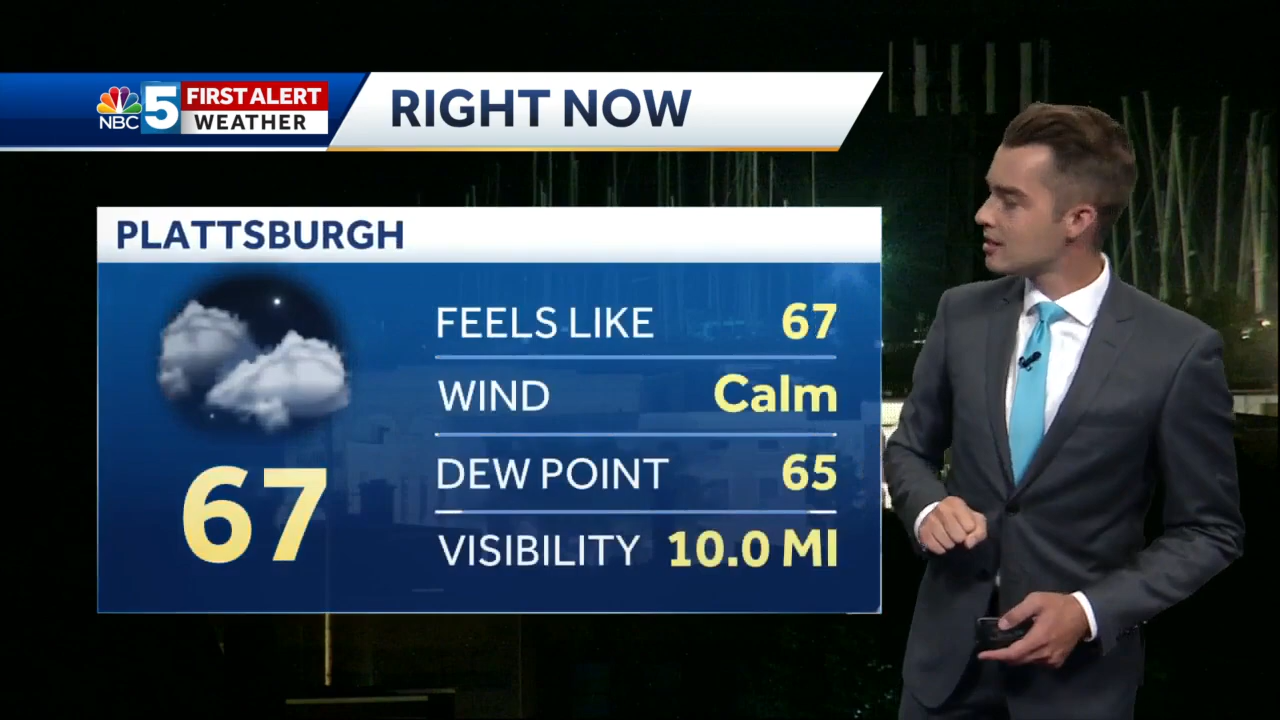 NBC 5 FIRST ALERT
WEATHER
RIGHT NOW
PLATTSBURGH
67
FEELS LIKE 67
WIND Calm
DEW POINT 65
VISIBILITY 10.0 MI